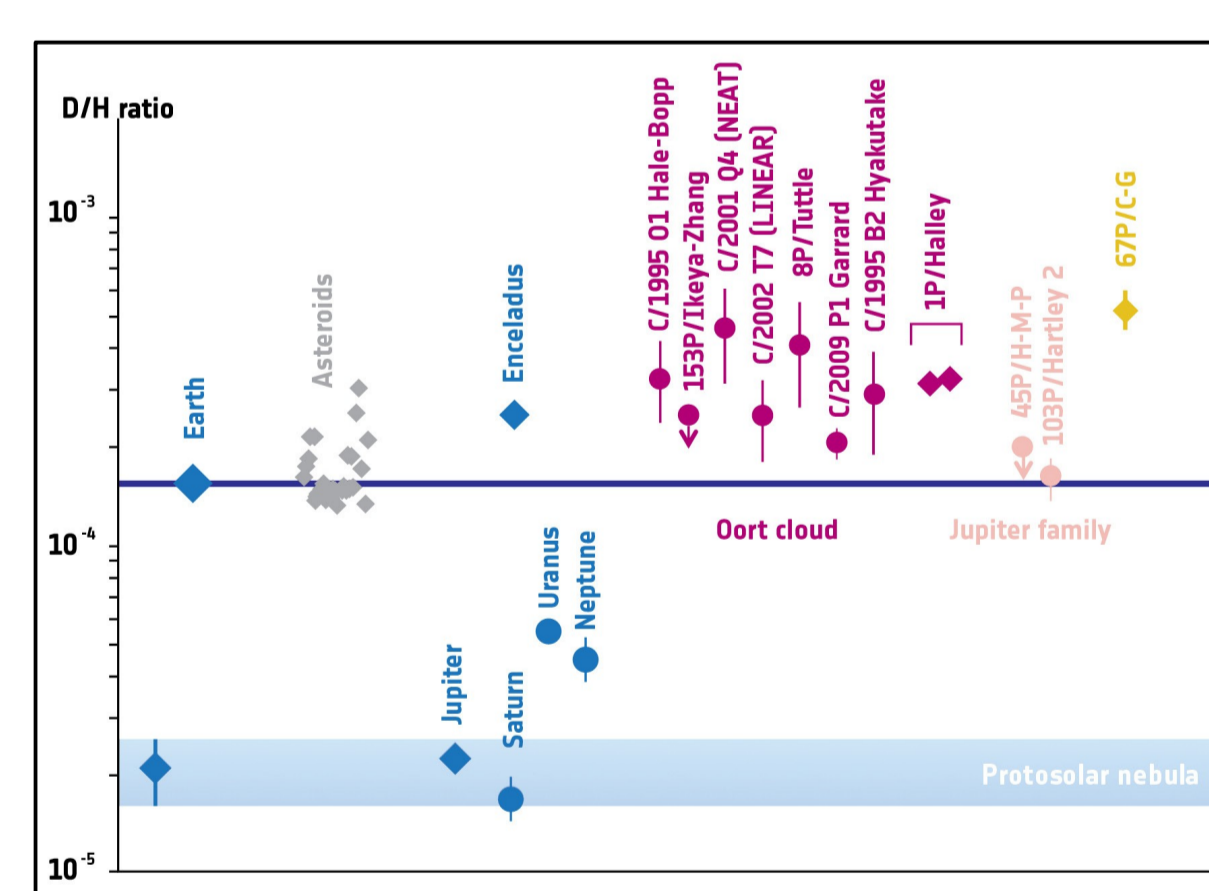 D/H ratio
10-3
10-4
10-5
Earth
Asteroids
Jupiter
Enceladus
Saturn
Uranus
Neptune
C/1995 O1 Hale-Bopp
153P/Ikeya-Zhang
C/2001 Q4 (NEAT)
C/2002 T7 (LINEAR)
8P/Tuttle
C/2009 P1 Garrard
C/1995 B2 Hyakutake
1P/Halley
45P/H-M-P
103P/Hartley 2
67P/C-G
Oort cloud
Jupiter family
Protosolar nebula